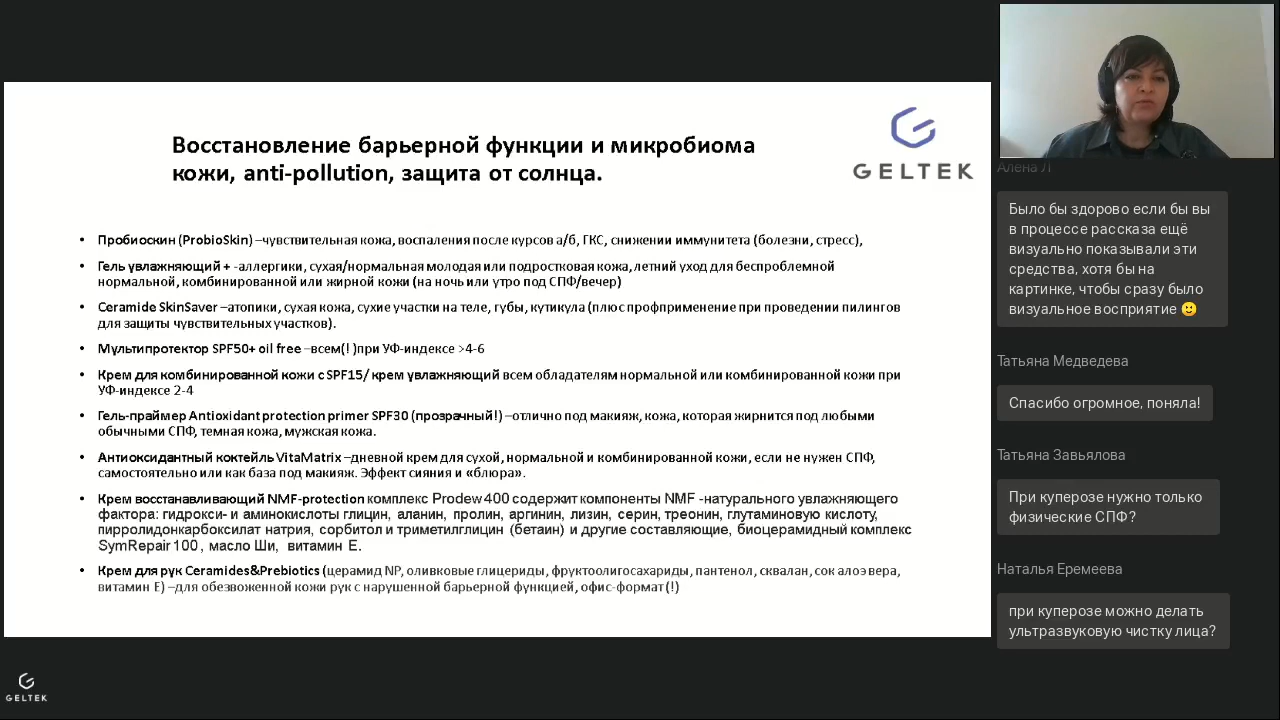 Восстановление барьерной функции и микробиома
кожи, anti-pollution, защита от солнца.
GELTEK
• Пробиоскин (ProbioSkin) –чувствительная кожа, воспаления после курсов а/б, ГКС, снижении иммунитета (болезни, стресс),
• Гель увлажняющий + -аллергики, сухая/нормальная молодая или подростковая кожа, летний уход для беспроблемной
нормальной, комбинированной или жирной кожи (на ночь или утро под СПФ/вечер)
• Ceramide SkinSaver –атопики, сухая кожа, сухие участки на теле, губы, кутикула (плюс профприменение при проведении пилингов
для защиты чувствительных участков).
• Мультипротектор SPF50+ oil free –всем(! )при УФ-индексе >4-6
• Крем для комбинированной кожи с SPF15/ крем увлажняющий всем обладателям нормальной или комбинированной кожи при
УФ-индексе 2-4
• Гель-праймер Antioxidant protection primer SPF30 (прозрачный!) –отлично под макияж, кожа, которая жирнится под любыми
обычными СПФ, темная кожа, мужская кожа.
• Антиоксидантный коктейль VitaMatrix –дневной крем для сухой, нормальной и комбинированной кожи, если не нужен СПФ,
самостоятельно или как база под макияж. Эффект сияния и «блюра».
• Крем восстанавливающий NMF-protection комплекс Prodew 400 содержит компоненты NMF -натурального увлажняющего
фактора: гидрокси- и аминокислоты глицин, аланин, пролин, аргинин, лизин, серин, треонин, глутаминовую кислоту,
пирролидонкарбоксилат натрия, сорбитол и триметилглицин (бетаин) и другие составляющие, биоцерамидный комплекс
SymRepair 100 , масло Ши, витамин Е.
• Крем для рук Ceramides&Prebiotics (церамид NP, оливковые глицериды, фруктоолигосахариды, пантенол, сквалан, сок алоэ вера,
витамин Е) –для обезвоженной кожи рук с нарушенной барьерной функцией, офис-формат (!)
GELTEK
Алёна Л
Было бы здорово если бы вы
в процессе рассказа ещё
визуально показывали эти
средства, хотя бы на
картинке, чтобы сразу было
визуальное восприятие 🙂
Татьяна Медведева
Спасибо огромное, поняла!
Татьяна Завьялова
При куперозе нужно только
физические СПФ?
Наталья Еремеева
при куперозе можно делать
ультразвуковую чистку лица?